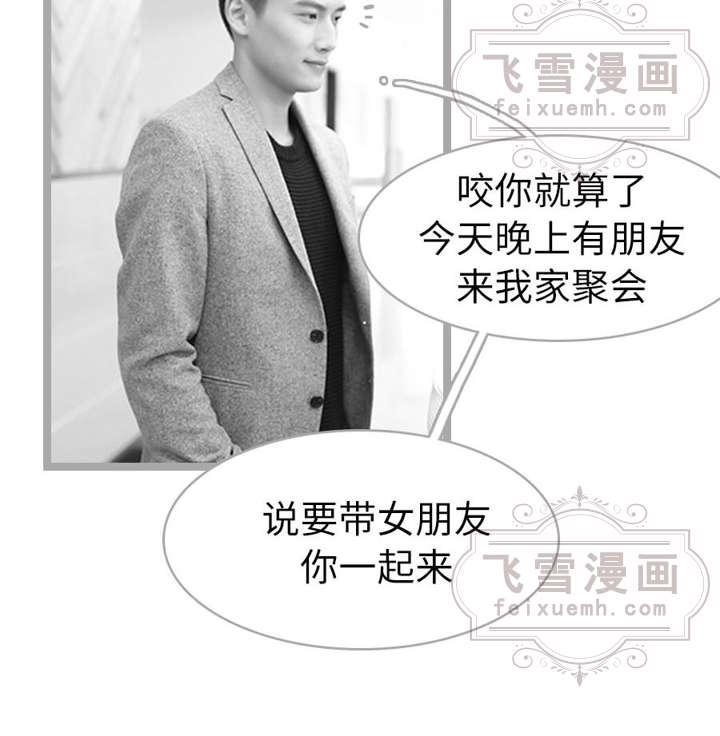 飞雪漫画
feixuemh.com
咬你就算了
今天晚上有朋友
来我家聚会
说要带女朋友
你一起来
飞雪漫画
feixuemh.com